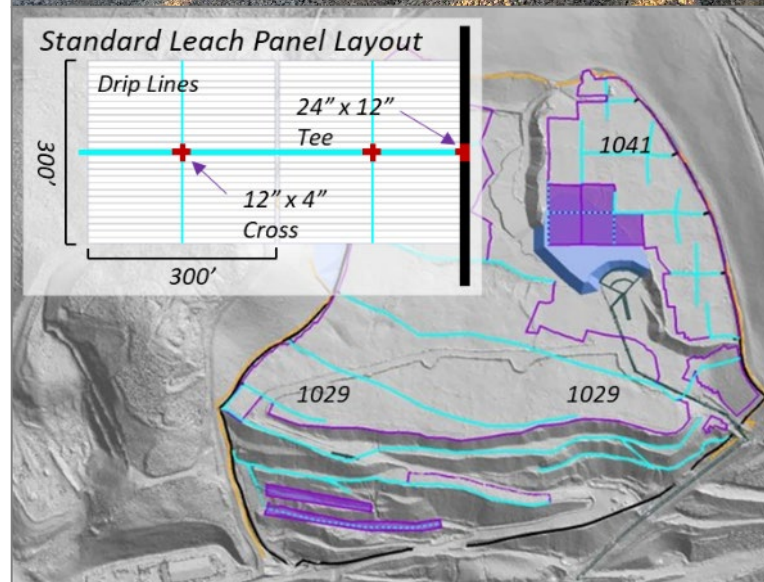 Standard Leach Panel Layout
Drip Lines
24” x 12”
Tee
300’
12” x 4”
Cross
300’
1041
1029
1029